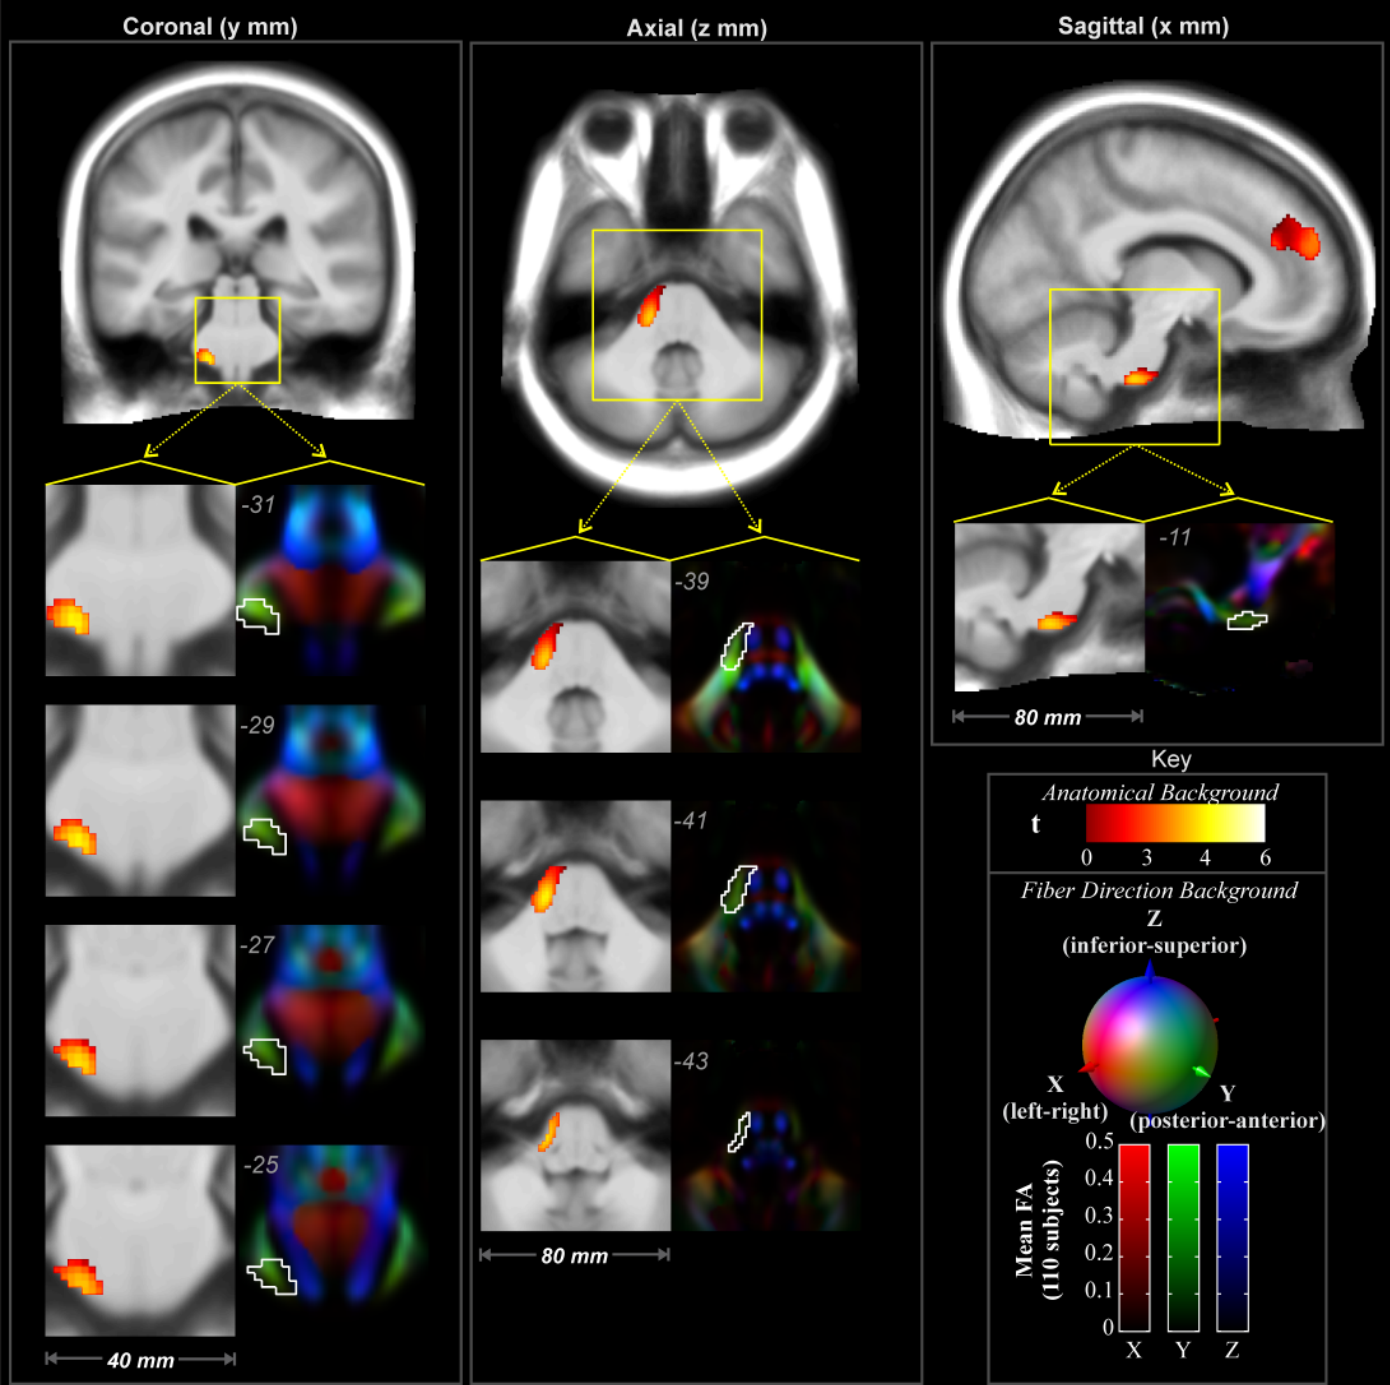 Coronal (y mm)
Axial (z mm)
Sagittal (x mm)
-31
-29
-27
-25
40 mm
-39
-41
-43
80 mm
-11
80 mm
Key
Anatomical Background
t
0 3 4 6
Fiber Direction Background
Z
(inferior-superior)
X
(left-right)
Y
(posterior-anterior)
Mean FA
(110 subjects)
0.5
0.4
0.3
0.2
0.1
0
X Y Z